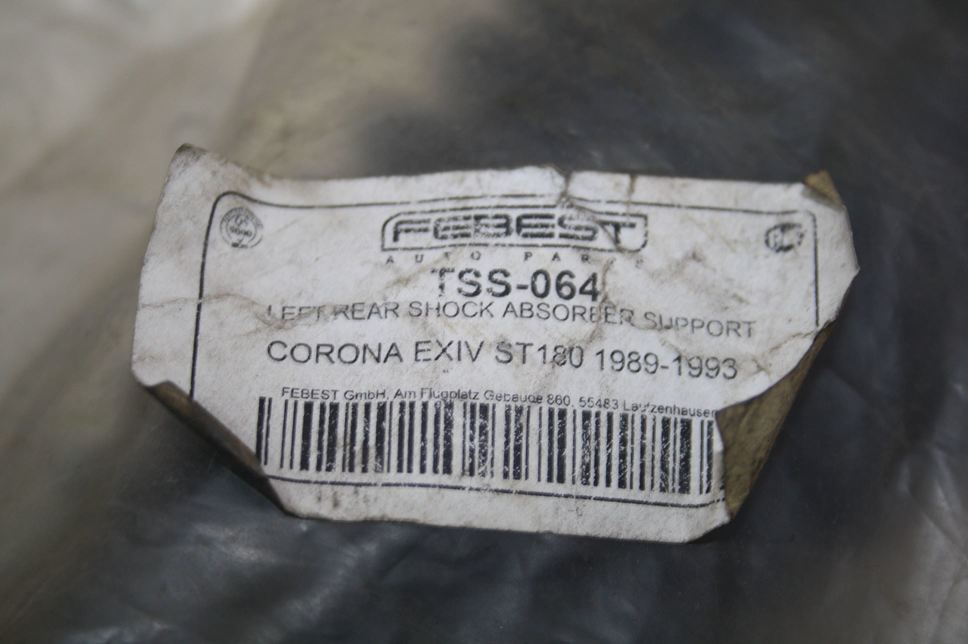 FEBEST
AUTO PARTS
TSS-064
LEFT REAR SHOCK ABSORBER SUPPORT
CORONA EXIV ST180 1989-1993
FEBEST GmbH, Am Flugplatz Gebaude 860, 55483 Lautzenhausen